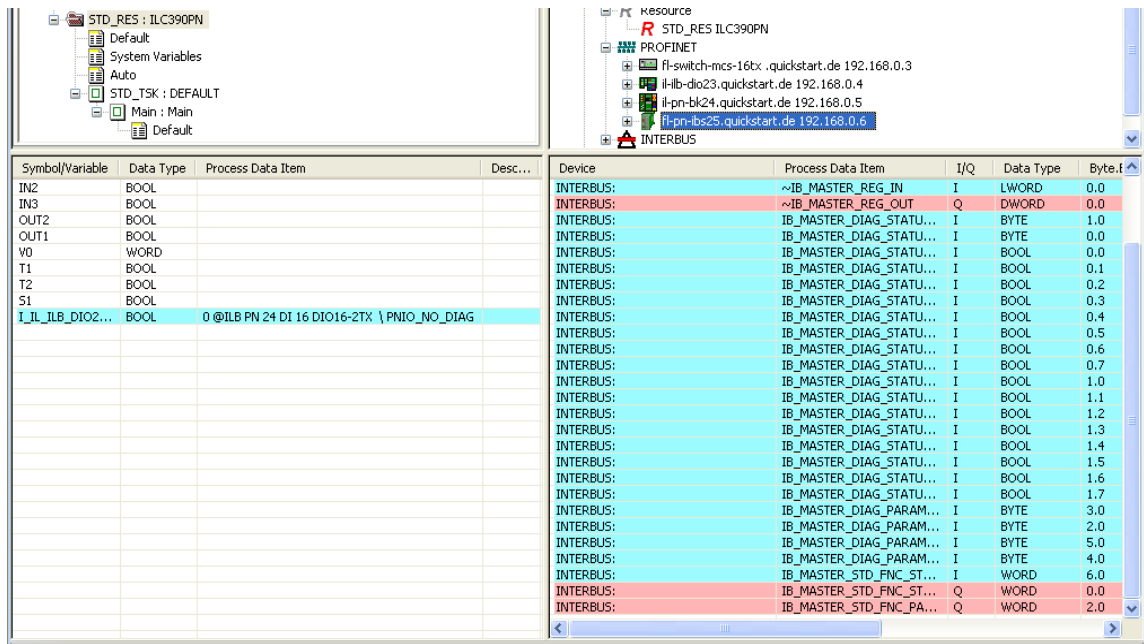 STD_RES : ILC390PN
Default
System Variables
Auto
STD_TSK : DEFAULT
Main : Main
Default
Resource
STD_RES ILC390PN
PROFINET
fl-switch-mcs-16tx .quickstart.de 192.168.0.3
il-ilb-dio23.quickstart.de 192.168.0.4
il-pn-bk24.quickstart.de 192.168.0.5
fl-pn-ibs25.quickstart.de 192.168.0.6
INTERBUS
Symbol/Variable Data Type Process Data Item Desc...
IN2 BOOL
IN3 BOOL
OUT2 BOOL
OUT1 BOOL
V0 WORD
T1 BOOL
T2 BOOL
S1 BOOL
I_IL_ILB_DIO2... BOOL 0 @ILB PN 24 DI 16 DIO16-2TX \ PNIO_NO_DIAG
Device Process Data Item I/Q Data Type Byte.
INTERBUS: ~IB_MASTER_REG_IN I LWORD 0.0
INTERBUS: ~IB_MASTER_REG_OUT Q DWORD 0.0
INTERBUS: IB_MASTER_DIAG_STATU... I BYTE 1.0
INTERBUS: IB_MASTER_DIAG_STATU... I BYTE 0.0
INTERBUS: IB_MASTER_DIAG_STATU... I BOOL 0.0
INTERBUS: IB_MASTER_DIAG_STATU... I BOOL 0.1
INTERBUS: IB_MASTER_DIAG_STATU... I BOOL 0.2
INTERBUS: IB_MASTER_DIAG_STATU... I BOOL 0.3
INTERBUS: IB_MASTER_DIAG_STATU... I BOOL 0.4
INTERBUS: IB_MASTER_DIAG_STATU... I BOOL 0.5
INTERBUS: IB_MASTER_DIAG_STATU... I BOOL 0.6
INTERBUS: IB_MASTER_DIAG_STATU... I BOOL 0.7
INTERBUS: IB_MASTER_DIAG_STATU... I BOOL 1.0
INTERBUS: IB_MASTER_DIAG_STATU... I BOOL 1.1
INTERBUS: IB_MASTER_DIAG_STATU... I BOOL 1.2
INTERBUS: IB_MASTER_DIAG_STATU... I BOOL 1.3
INTERBUS: IB_MASTER_DIAG_STATU... I BOOL 1.4
INTERBUS: IB_MASTER_DIAG_STATU... I BOOL 1.5
INTERBUS: IB_MASTER_DIAG_STATU... I BOOL 1.6
INTERBUS: IB_MASTER_DIAG_STATU... I BOOL 1.7
INTERBUS: IB_MASTER_DIAG_PARAM... I BYTE 3.0
INTERBUS: IB_MASTER_DIAG_PARAM... I BYTE 2.0
INTERBUS: IB_MASTER_DIAG_PARAM... I BYTE 5.0
INTERBUS: IB_MASTER_DIAG_PARAM... I BYTE 4.0
INTERBUS: IB_MASTER_STD_FNC_ST... I WORD 6.0
INTERBUS: IB_MASTER_STD_FNC_ST... Q WORD 0.0
INTERBUS: IB_MASTER_STD_FNC_PA... Q WORD 2.0